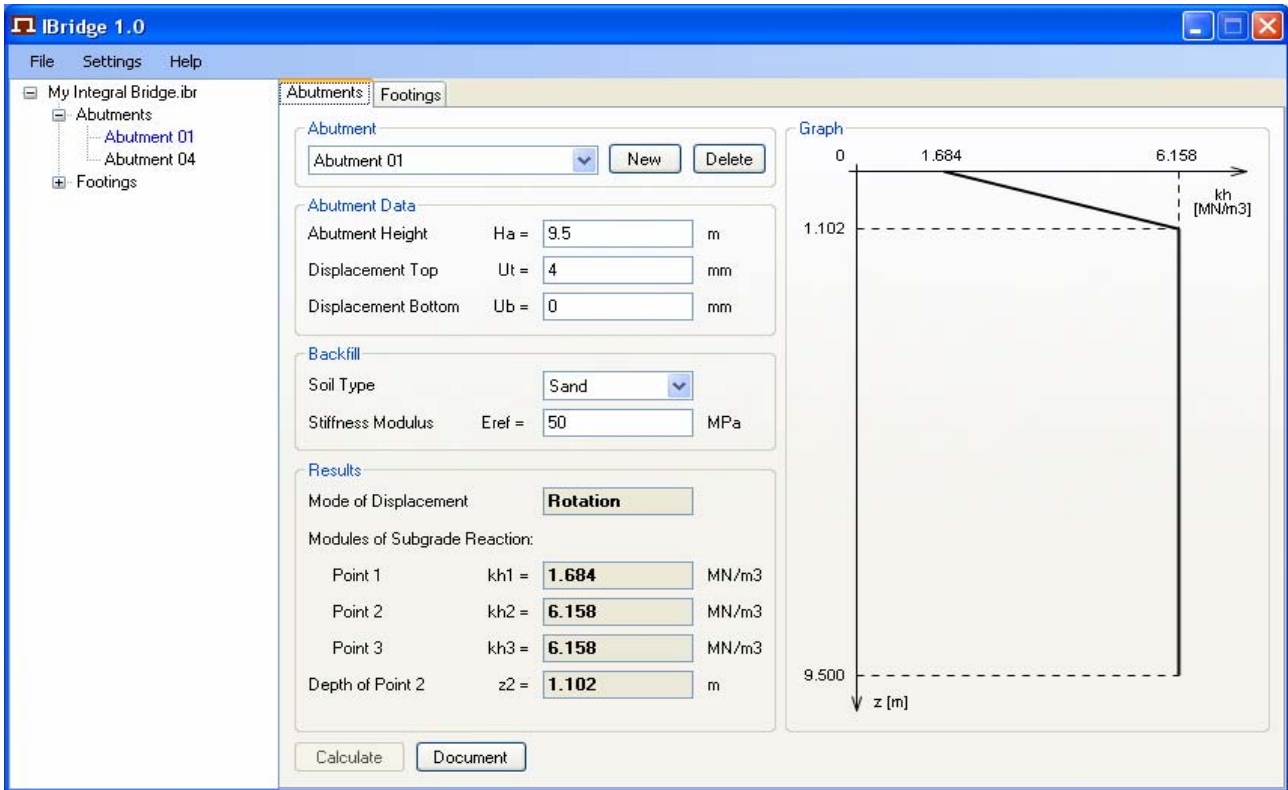 IBridge 1.0
File Settings Help
My Integral Bridge.ibr
Abutments
Abutment 01
Abutment 04
Footings
Abutments Footings
Abutment
Abutment 01 New Delete
Abutment Data
Abutment Height Ha = 9.5 m
Displacement Top Ut = 4 mm
Displacement Bottom Ub = 0 mm
Backfill
Soil Type Sand
Stiffness Modulus Eref = 50 MPa
Results
Mode of Displacement Rotation
Modules of Subgrade Reaction:
Point 1 kh1 = 1.684 MN/m3
Point 2 kh2 = 6.158 MN/m3
Point 3 kh3 = 6.158 MN/m3
Depth of Point 2 z2 = 1.102 m
Calculate Document
Graph
0 1.684 6.158
kh
[MN/m3]
1.102
9.500
z [m]